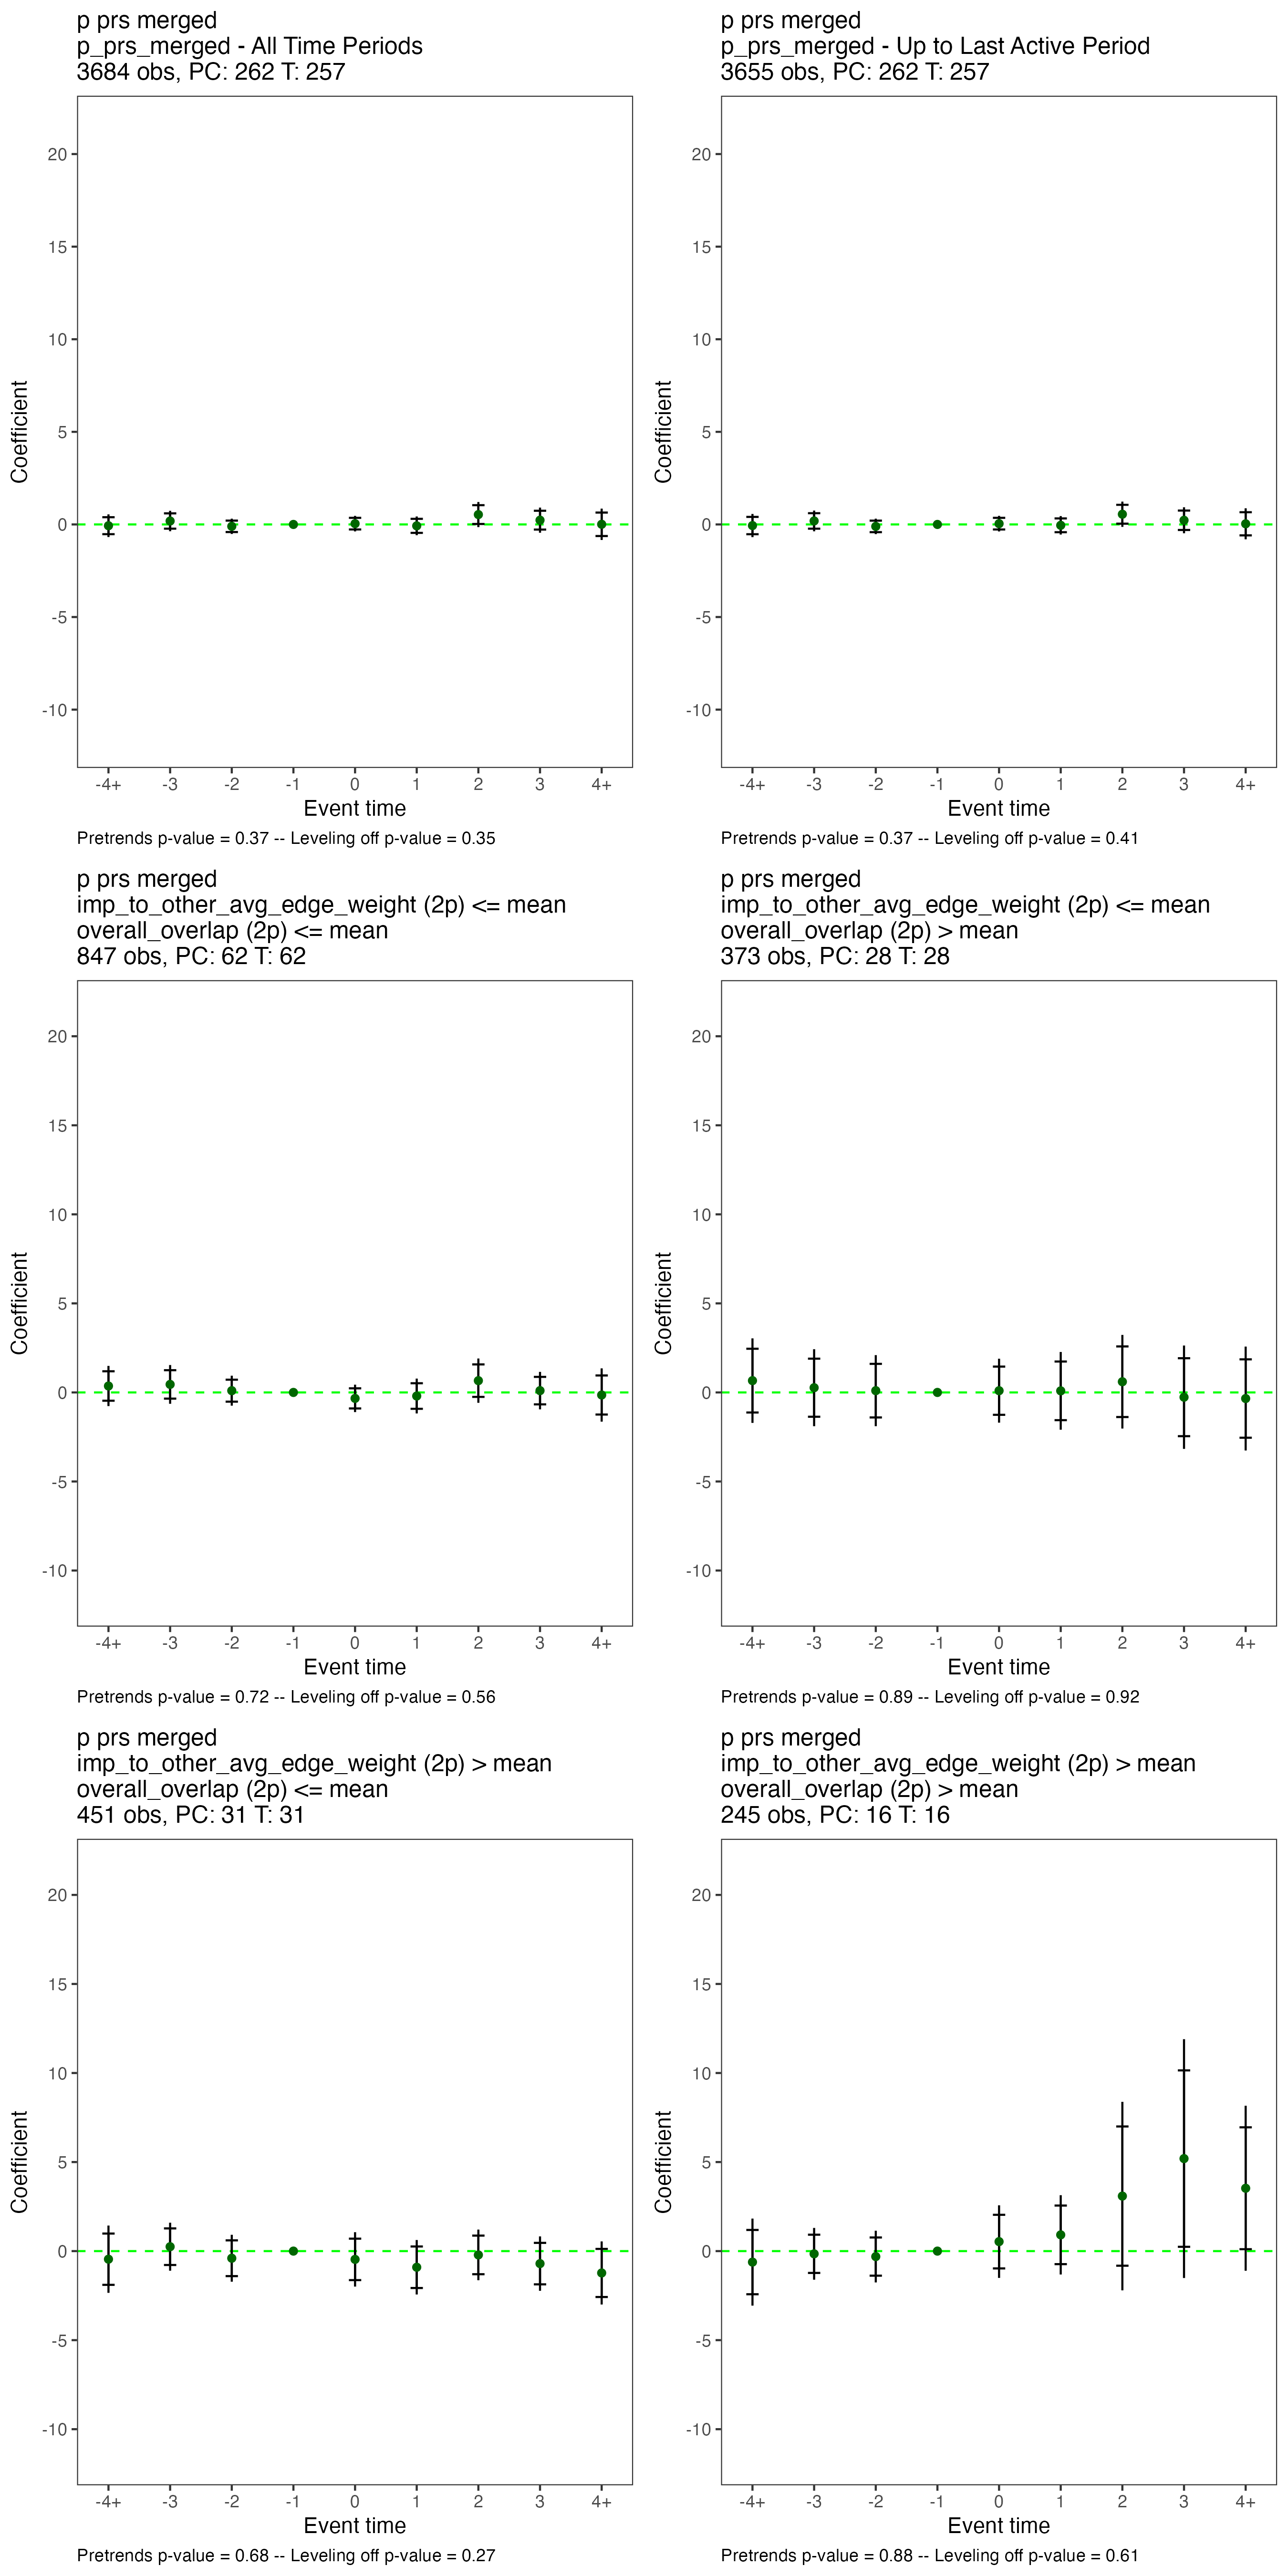 p prs merged
p_prs_merged - All Time Periods
3684 obs, PC: 262 T: 257
20
15
10
5
0
-5
-10
Coefficient
-4+ -3 -2 -1 0 1 2 3 4+
Event time
Pretrends p-value = 0.37 -- Leveling off p-value = 0.35
p prs merged
p_prs_merged - Up to Last Active Period
3655 obs, PC: 262 T: 257
20
15
10
5
0
-5
-10
Coefficient
-4+ -3 -2 -1 0 1 2 3 4+
Event time
Pretrends p-value = 0.37 -- Leveling off p-value = 0.41
p prs merged
imp_to_other_avg_edge_weight (2p) <= mean
overall_overlap (2p) <= mean
847 obs, PC: 62 T: 62
20
15
10
5
0
-5
-10
Coefficient
-4+ -3 -2 -1 0 1 2 3 4+
Event time
Pretrends p-value = 0.72 -- Leveling off p-value = 0.56
p prs merged
imp_to_other_avg_edge_weight (2p) <= mean
overall_overlap (2p) > mean
373 obs, PC: 28 T: 28
20
15
10
5
0
-5
-10
Coefficient
-4+ -3 -2 -1 0 1 2 3 4+
Event time
Pretrends p-value = 0.89 -- Leveling off p-value = 0.92
p prs merged
imp_to_other_avg_edge_weight (2p) > mean
overall_overlap (2p) <= mean
451 obs, PC: 31 T: 31
20
15
10
5
0
-5
-10
Coefficient
-4+ -3 -2 -1 0 1 2 3 4+
Event time
Pretrends p-value = 0.68 -- Leveling off p-value = 0.27
p prs merged
imp_to_other_avg_edge_weight (2p) > mean
overall_overlap (2p) > mean
245 obs, PC: 16 T: 16
20
15
10
5
0
-5
-10
Coefficient
-4+ -3 -2 -1 0 1 2 3 4+
Event time
Pretrends p-value = 0.88 -- Leveling off p-value = 0.61